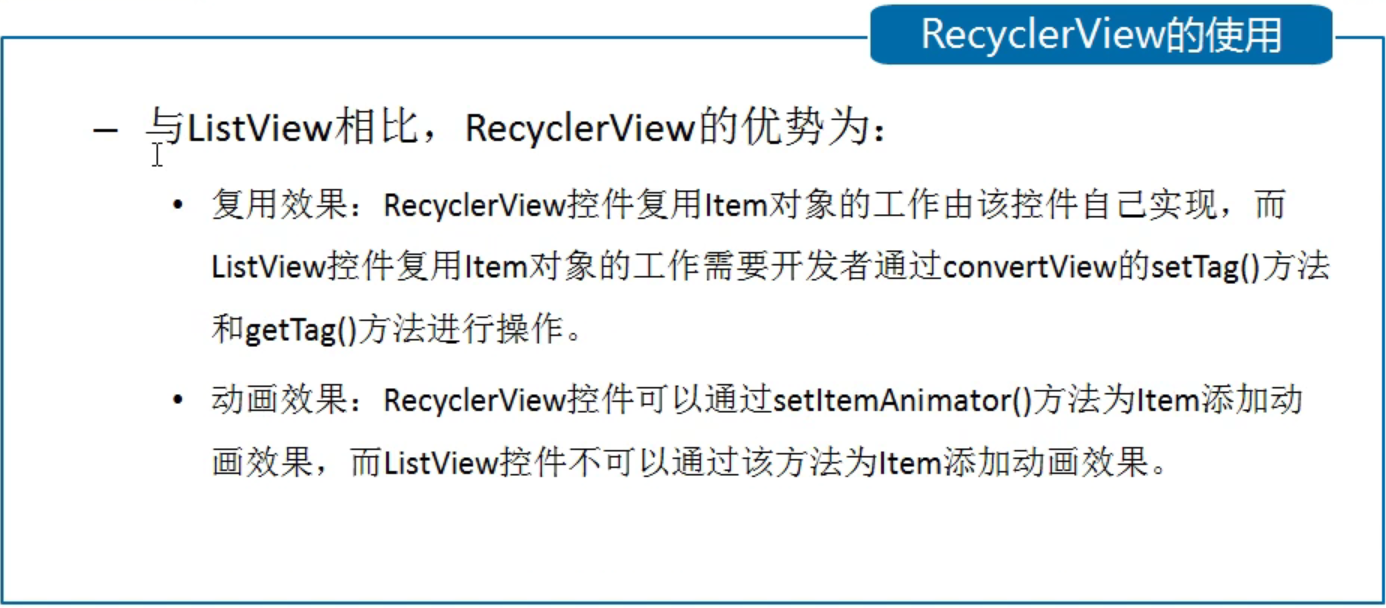 RecyclerView的使用
– 与ListView相比，RecyclerView的优势为：
• 复用效果：RecyclerView控件复用Item对象的工作由该控件自己实现，而
ListView控件复用Item对象的工作需要开发者通过convertView的setTag()方法
和getTag()方法进行操作。
• 动画效果：RecyclerView控件可以通过setItemAnimator()方法为Item添加动
画效果，而ListView控件不可以通过该方法为Item添加动画效果。